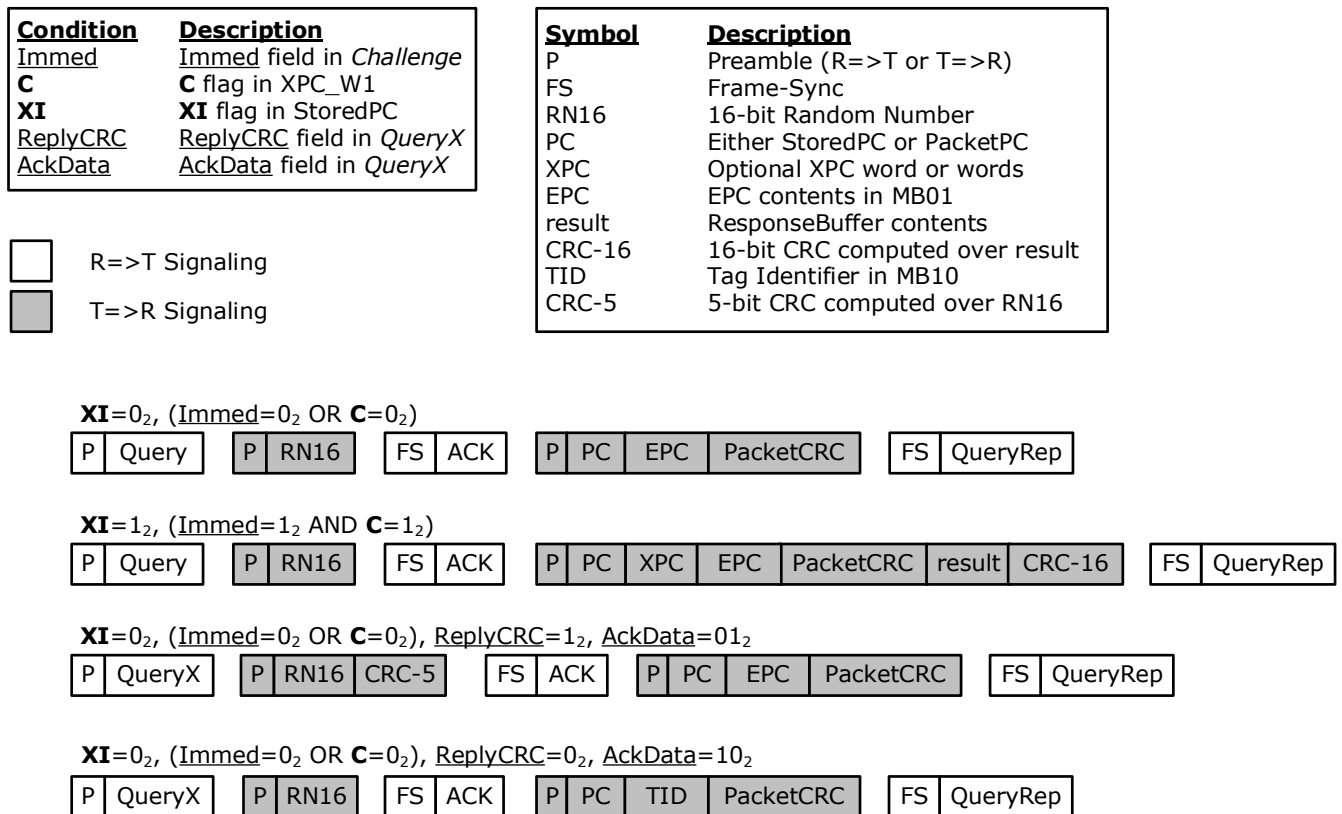 Condition Description
Immed Immed field in Challenge
C C flag in XPC_W1
XI XI flag in StoredPC
ReplyCRC ReplyCRC field in QueryX
AckData AckData field in QueryX
R=>T Signaling
T=>R Signaling
Symbol Description
P Preamble (R=>T or T=>R)
FS Frame-Sync
RN16 16-bit Random Number
PC Either StoredPC or PacketPC
XPC Optional XPC word or words
EPC EPC contents in MB01
result ResponseBuffer contents
CRC-16 16-bit CRC computed over result
TID Tag Identifier in MB10
CRC-5 5-bit CRC computed over RN16
XI=0₂, (Immed=0₂ OR C=0₂)
P Query P RN16 FS ACK P PC EPC PacketCRC FS QueryRep
XI=1₂, (Immed=1₂ AND C=1₂)
P Query P RN16 FS ACK P PC XPC EPC PacketCRC result CRC-16 FS QueryRep
XI=0₂, (Immed=0₂ OR C=0₂), ReplyCRC=1₂, AckData=01₂
P QueryX P RN16 CRC-5 FS ACK P PC EPC PacketCRC FS QueryRep
XI=0₂, (Immed=0₂ OR C=0₂), ReplyCRC=0₂, AckData=10₂
P QueryX P RN16 FS ACK P PC TID PacketCRC FS QueryRep